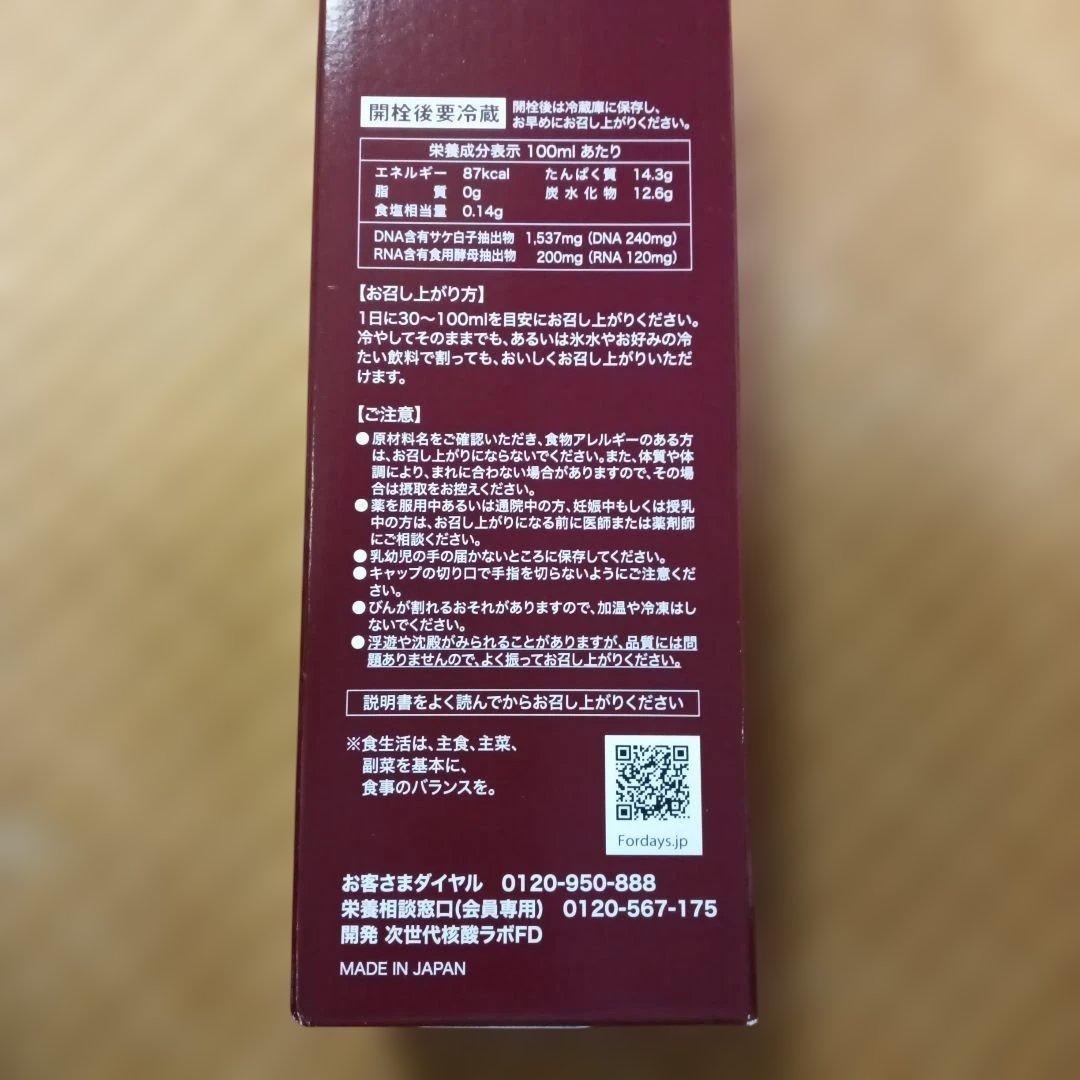 開栓後要冷蔵
開栓後は冷蔵庫に保存し、
お早めにお召し上がりください。
栄養成分表示 100ml あたり
エネルギー 87kcal たんぱく質 14.3g
脂質 0g 炭水化物 12.6g
食塩相当量 0.14g
DNA含有サケ白子抽出物 1,537mg (DNA 240mg)
RNA含有食用酵母抽出物 200mg (RNA 120mg)
【お召し上がり方】
1日に30〜100mlを目安にお召し上がりください。
冷やしてそのままでも、あるいは氷水やお好みの冷
たい飲料で割っても、おいしくお召し上がりいただ
けます。
【ご注意】
●原材料名をご確認いただき、食物アレルギーのある方
は、お召し上がりにならないでください。また、体質や体
調により、まれに合わない場合がありますので、その場
合は摂取をお控えください。
●薬を服用中あるいは通院中の方、妊娠中もしくは授乳
中の方は、お召し上がりになる前に医師または薬剤師
にご相談ください。
●乳幼児の手の届かないところに保存してください。
●キャップの切り口で手指を切らないようにご注意くだ
さい。
●びんが割れるおそれがありますので、加温や冷凍はし
ないでください。
●浮遊や沈殿がみられることがありますが、品質には問
題ありませんので、よく振ってお召し上がりください。
説明書をよく読んでからお召し上がりください
※食生活は、主食、主菜、
副菜を基本に、
食事のバランスを。
Fordays.jp
お客さまダイヤル 0120-950-888
栄養相談窓口(会員専用) 0120-567-175
開発 次世代核酸ラボFD
MADE IN JAPAN